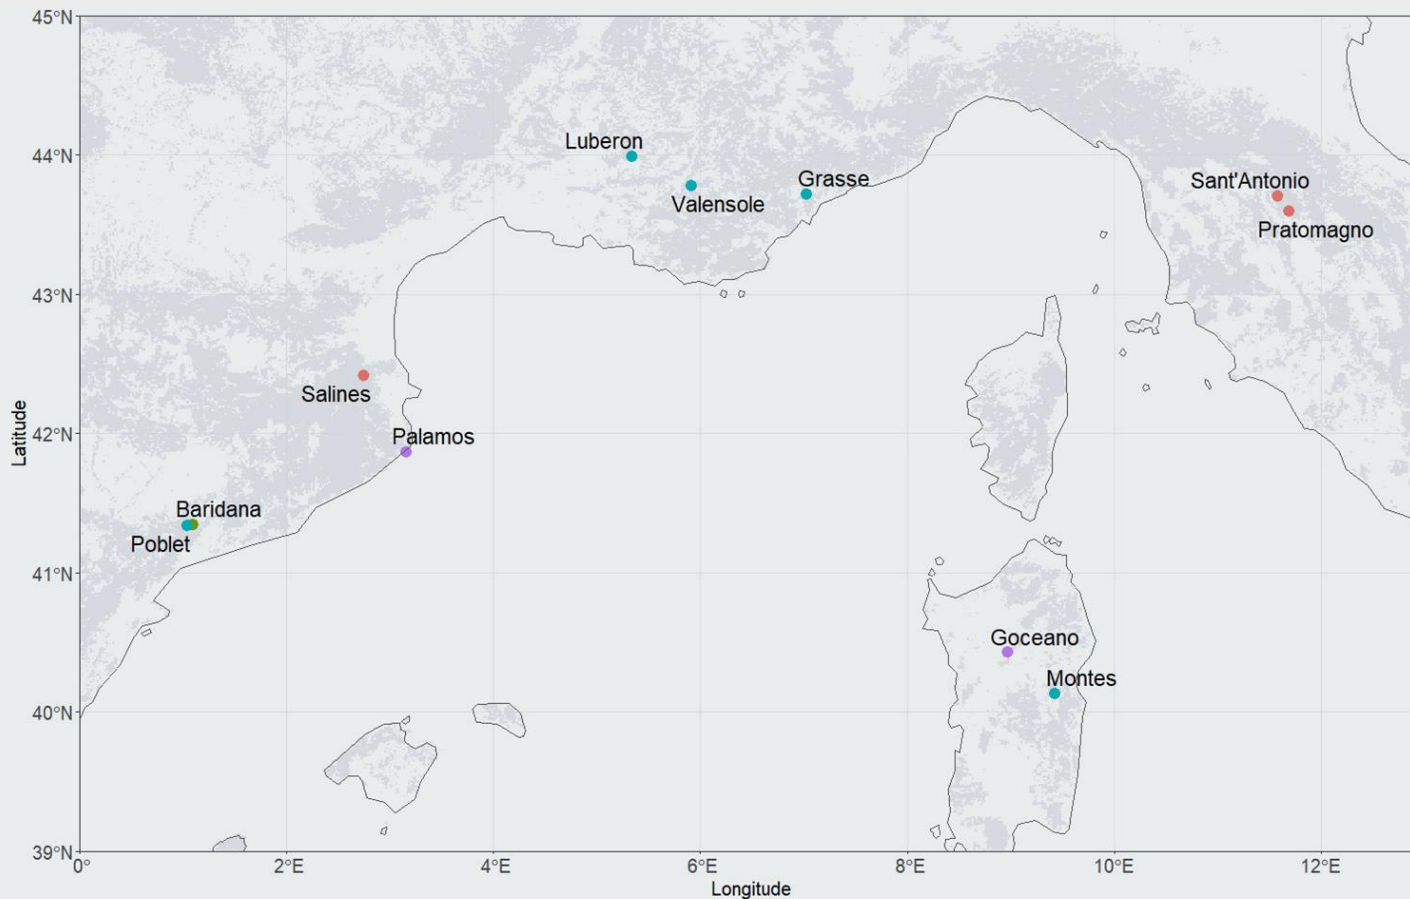 45°N
Luberon
44°N
Grasse
Sant'Antonio
Valensole
Pratomagno
43°N
Salines
42°N
Palamos
Baridana
Poblet
41°N
Goceano
Montes
40°N
39°N
0°
2°E
4°E
6°E
8°E
10°E
12°E
Latitude
Longitude